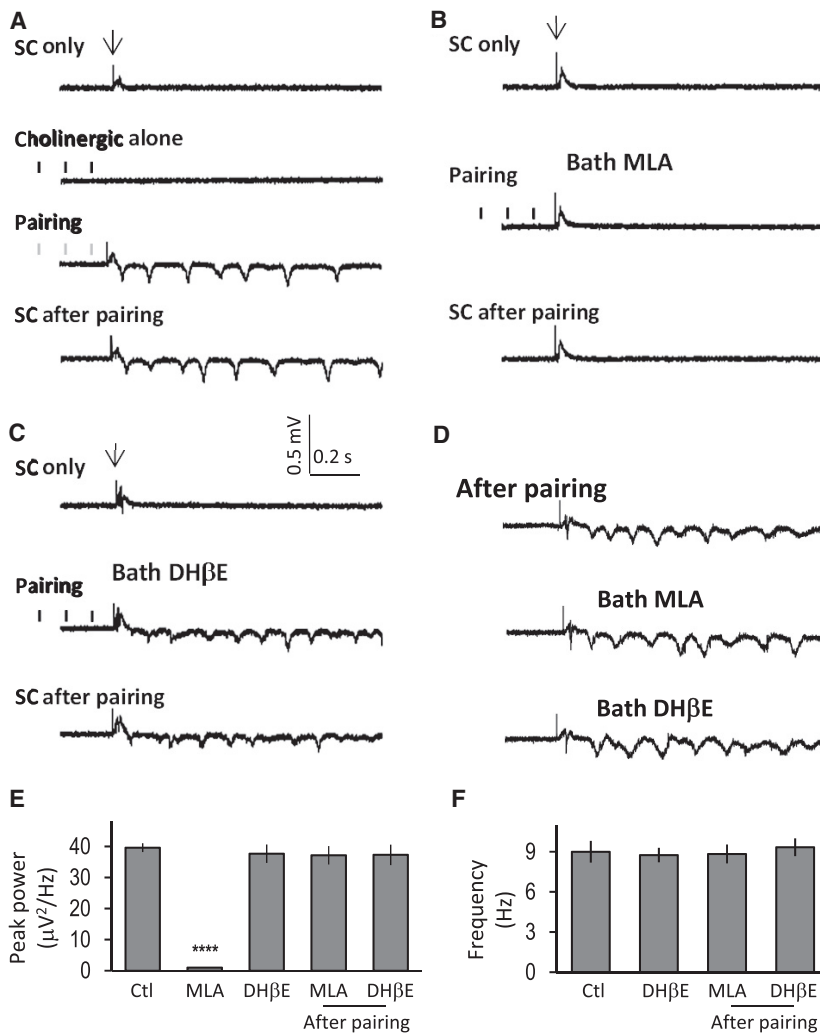 A
SC only
Cholinergic alone
Pairing
SC after pairing
B
SC only
Pairing
Bath MLA
SC after pairing
C
SC only
0.5 mV
0.2 s
Pairing
Bath DHβE
SC after pairing
D
After pairing
Bath MLA
Bath DHβE
E
Peak power
(μV²/Hz)
40
30
20
10
0
****
Ctl
MLA
DHβE
MLA
DHβE
After pairing
F
Frequency
(Hz)
9
6
3
0
Ctl
DHβE
MLA
DHβE
After pairing